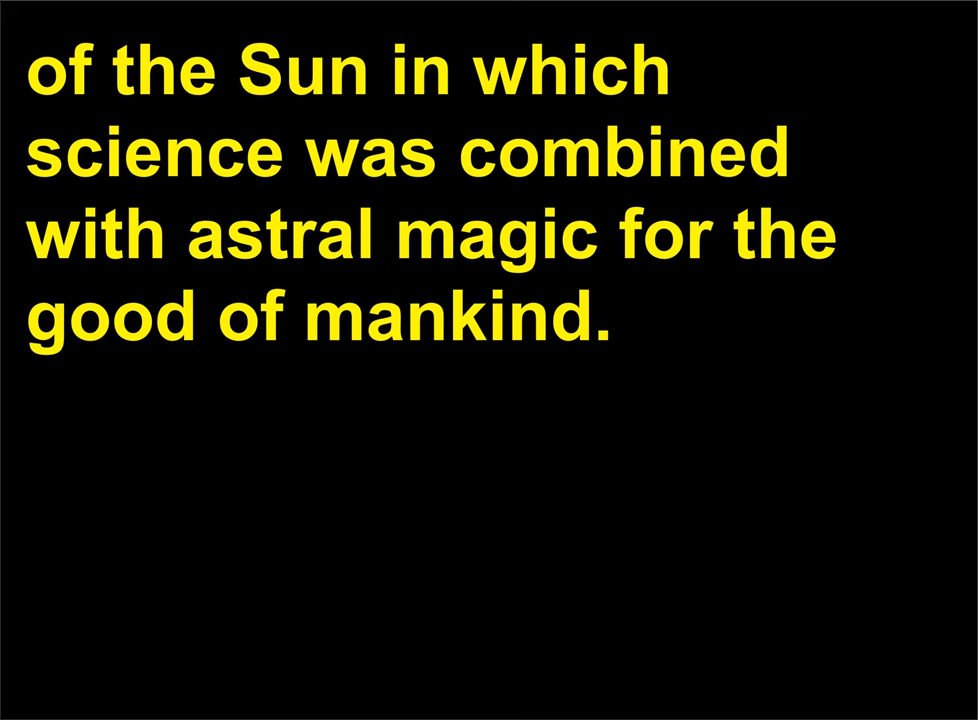 of the Sun in which
science was combined
with astral magic for the
good of mankind.